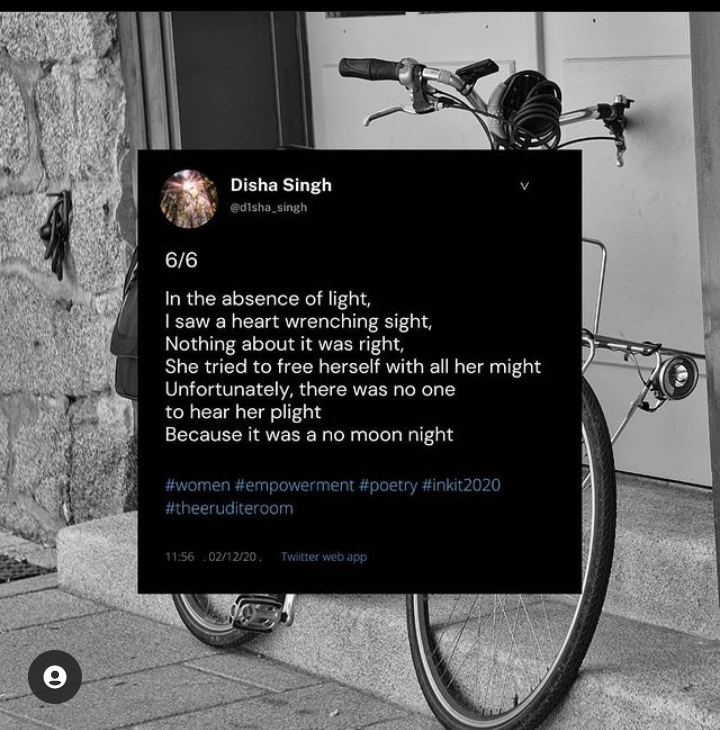 Disha Singh
v
@d1sha_singh
6/6
In the absence of light,
I saw a heart wrenching sight,
Nothing about it was right,
She tried to free herself with all her might
Unfortunately, there was no one
to hear her plight
Because it was a no moon night
#women #empowerment #poetry #inkit2020
#theeruditeroom
11:56 . 02/12/20 . Twiitter web app